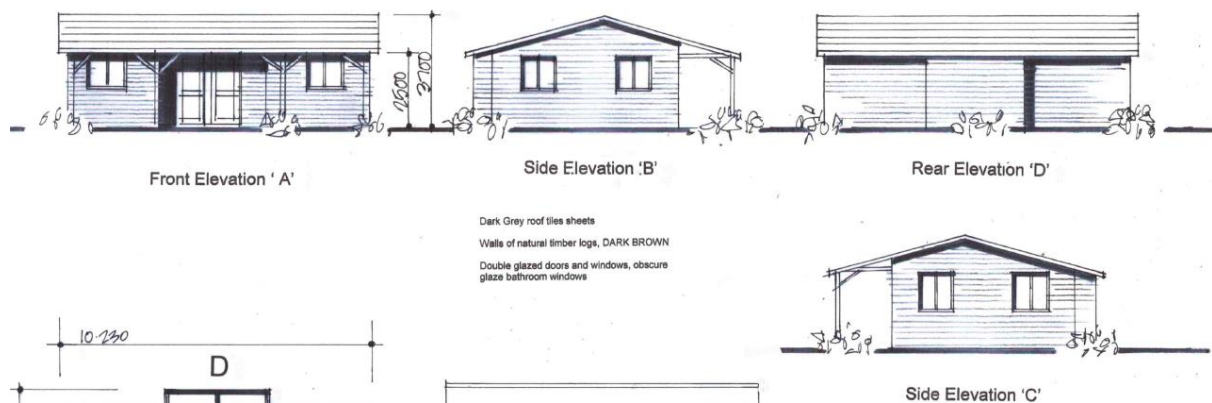 2500
3700
Front Elevation ' A'
Side Elevation 'B'
Rear Elevation 'D'
Dark Grey roof tiles sheets
Walls of natural timber logs, DARK BROWN
Double glazed doors and windows, obscure
glaze bathroom windows
10.230
D
Side Elevation 'C'